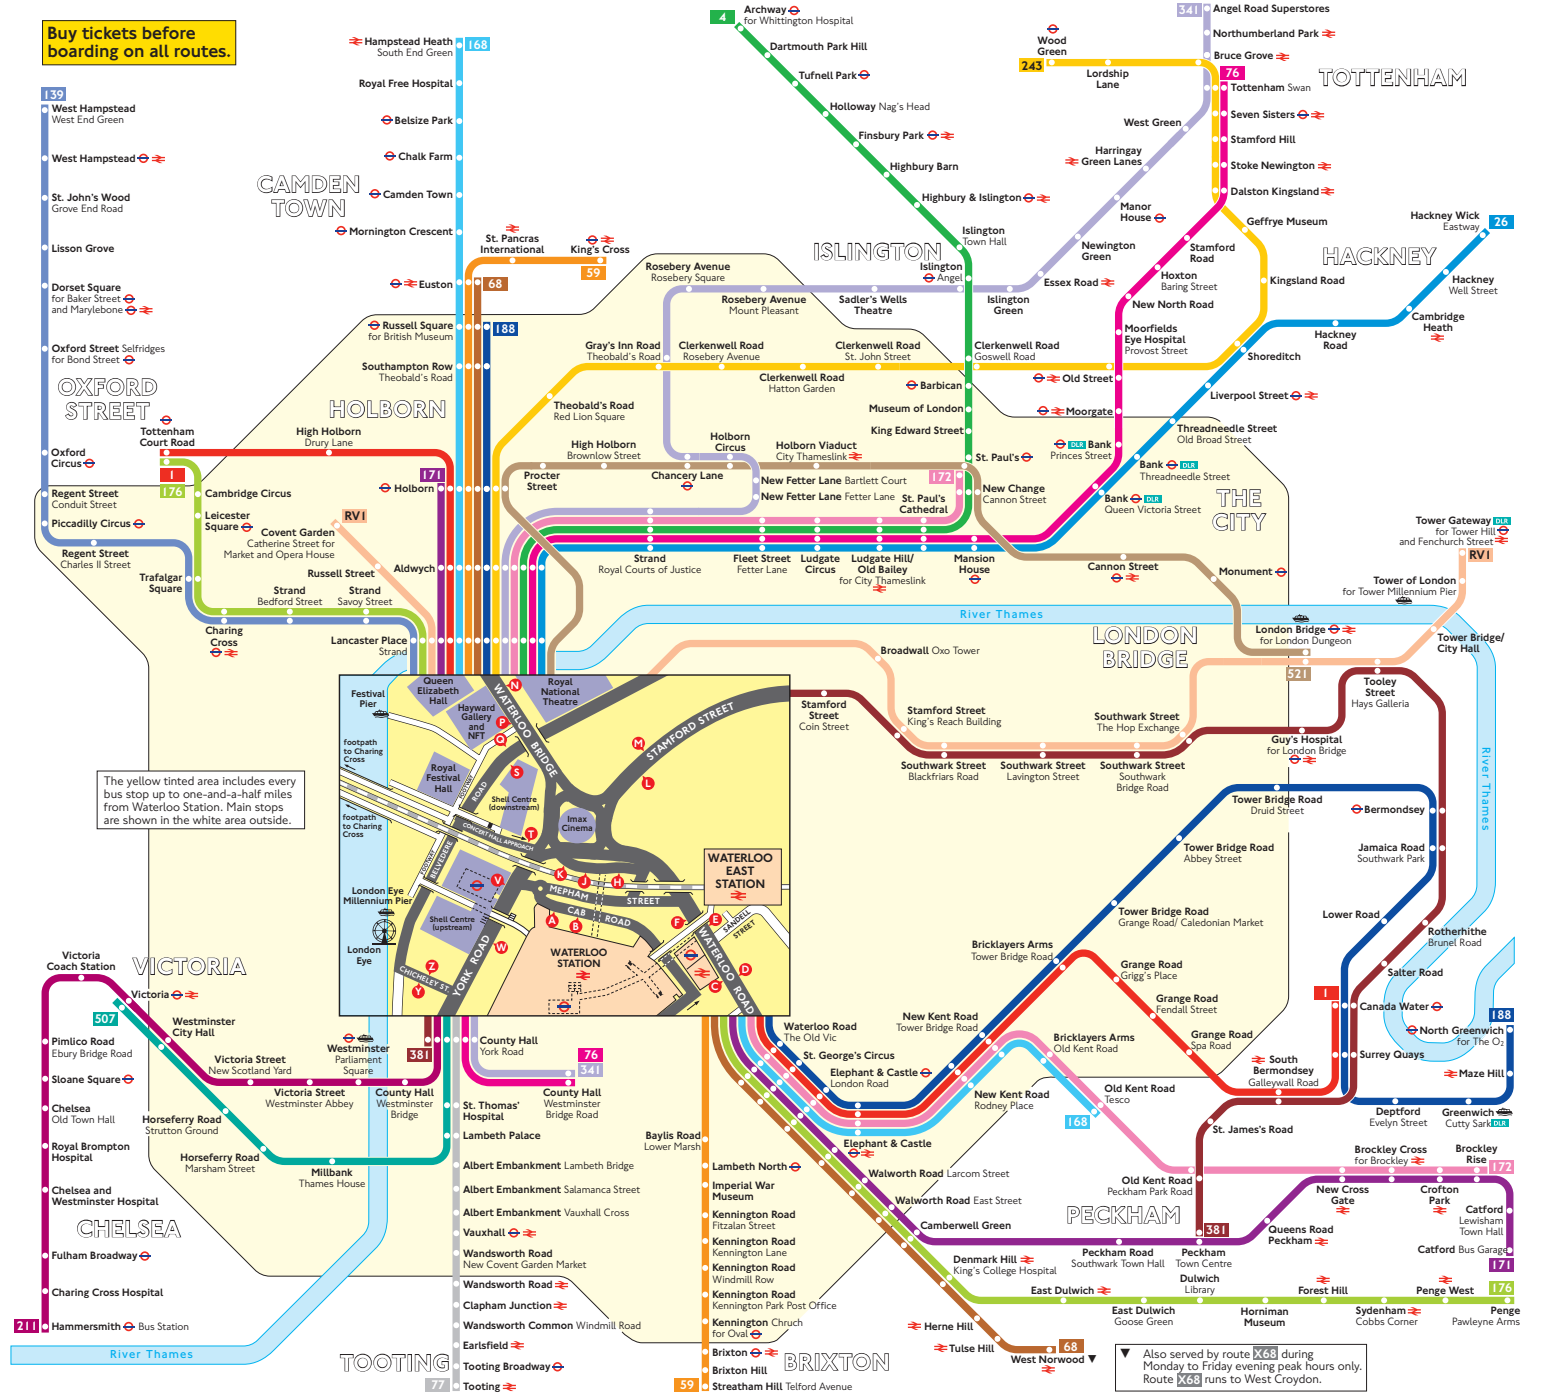 Buy tickets before
boarding on all routes.
139
West Hampstead
West End Green
West Hampstead
St. John's Wood
Grove End Road
Lisson Grove
Dorset Square
for Baker Street
and Marylebone
Oxford Street Selfridges
for Bond Street
OXFORD
STREET
Oxford
Circus
Regent Street
Conduit Street
Piccadilly Circus
Regent Street
Charles II Street
Trafalgar
Square
Charing
Cross
Tottenham
Court Road
1
176
Cambridge Circus
Leicester
Square
High Holborn
Drury Lane
Strand
Bedford Street
Strand
Savoy Street
RV1
Covent Garden
Catherine Street for
Market and Opera House
Russell Street
Aldwych
Lancaster Place
Strand
171
Holborn
HOLBORN
CAMDEN
TOWN
Hampstead Heath
South End Green
168
Royal Free Hospital
Belsize Park
Chalk Farm
Camden Town
Mornington Crescent
Euston
68
Russell Square
for British Museum
188
Southampton Row
Theobald's Road
St. Pancras
International
King's Cross
59
4
Archway
for Whittington Hospital
Dartmouth Park Hill
Tufnell Park
Holloway Nag's Head
Finsbury Park
Highbury Barn
Highbury & Islington
Islington
Town Hall
ISLINGTON
Islington
Angel
Rosebery Avenue
Rosebery Square
Rosebery Avenue
Mount Pleasant
Sadler's Wells
Theatre
Islington
Green
Essex Road
Newington
Green
Manor
House
Harringay
Green Lanes
West Green
341
Angel Road Superstores
Northumberland Park
Bruce Grove
Wood
Green
243
Lordship
Lane
76
TOTTENHAM
Tottenham Swan
Seven Sisters
Stamford Hill
Stoke Newington
Dalston Kingsland
Geffrye Museum
Stamford
Road
Hoxton
Baring Street
New North Road
Kingsland Road
Moorfields
Eye Hospital
Provost Street
Old Street
Moorgate
DLR Bank
Princes Street
HACKNEY
Hackney Wick
Eastway
26
Hackney
Well Street
Cambridge
Heath
Hackney
Road
Shoreditch
Liverpool Street
Threadneedle Street
Old Broad Street
Bank DLR
Threadneedle Street
Bank DLR
Queen Victoria Street
THE
CITY
Gray's Inn Road
Theobald's Road
Clerkenwell Road
Rosebery Avenue
Clerkenwell Road
Hatton Garden
Clerkenwell Road
St. John Street
Clerkenwell Road
Goswell Road
Barbican
Museum of London
King Edward Street
St. Paul's
Theobald's Road
Red Lion Square
Procter
Street
High Holborn
Brownlow Street
Chancery Lane
Holborn
Circus
Holborn Viaduct
City Thameslink
New Fetter Lane Bartlett Court
New Fetter Lane Fetter Lane
172
St. Paul's
Cathedral
New Change
Cannon Street
Strand
Royal Courts of Justice
Fleet Street
Fetter Lane
Ludgate
Circus
Ludgate Hill/
Old Bailey
for City Thameslink
Mansion
House
Cannon Street
Monument
River Thames
LONDON
BRIDGE
London Bridge
for London Dungeon
521
Tower Gateway DLR
for Tower Hill
and Fenchurch Street
RV1
Tower of London
for Tower Millennium Pier
Tower Bridge/
City Hall
Tooley
Street
Hays Galleria
Guy's Hospital
for London Bridge
Broadwall Oxo Tower
Stamford Street
King's Reach Building
Southwark Street
The Hop Exchange
Stamford
Street
Coin Street
Southwark Street
Blackfriars Road
Southwark Street
Lavington Street
Southwark Street
Southwark
Bridge Road
River Thames
The yellow tinted area includes every
bus stop up to one-and-a-half miles
from Waterloo Station. Main stops
are shown in the white area outside.
Festival
Pier
footpath
to Charing
Cross
footpath
to Charing
Cross
Queen
Elizabeth
Hall
Hayward
Gallery
and
NFT
Royal
National
Theatre
Royal
Festival
Hall
Shell Centre
(downstream)
Imax
Cinema
WATERLOO BRIDGE
STAMFORD STREET
CONCERT HALL APPROACH
BELVEDERE
ROAD
FOOTWAY
FOOTWAY
MEPHAM
STREET
CAB
ROAD
WATERLOO
EAST
STATION
SANDELL
STREET
WATERLOO ROAD
WATERLOO
STATION
YORK ROAD
CHICHELEY ST.
Shell Centre
(upstream)
London Eye
Millennium Pier
London
Eye
N
P
Q
S
M
L
T
K
J
H
V
A
B
F
E
D
C
W
Z
Y
VICTORIA
Victoria
Coach Station
Victoria
507
Westminster
City Hall
Pimlico Road
Ebury Bridge Road
Sloane Square
Chelsea
Old Town Hall
Royal Brompton
Hospital
Chelsea and
Westminster Hospital
CHELSEA
Fulham Broadway
Charing Cross Hospital
211
Hammersmith Bus Station
River Thames
Victoria Street
New Scotland Yard
Victoria Street
Westminster Abbey
Westminster
Parliament
Square
County Hall
Westminster
Bridge
381
Horseferry Road
Strutton Ground
Horseferry Road
Marsham Street
Millbank
Thames House
County Hall
York Road
76
341
County Hall
Westminster
Bridge Road
St. Thomas'
Hospital
Lambeth Palace
Albert Embankment Lambeth Bridge
Albert Embankment Salamanca Street
Albert Embankment Vauxhall Cross
Vauxhall
Wandsworth Road
New Covent Garden Market
Wandsworth Road
Clapham Junction
Wandsworth Common Windmill Road
Earlsfield
Tooting Broadway
77
Tooting
TOOTING
Baylis Road
Lower Marsh
Lambeth North
Imperial War
Museum
Kennington Road
Fitzalan Street
Kennington Road
Kennington Lane
Kennington Road
Windmill Row
Kennington Road
Kennington Park Post Office
Kennington Chruch
for Oval
Brixton
Brixton Hill
59
Streatham Hill Telford Avenue
BRIXTON
Waterloo Road
The Old Vic
St. George's Circus
Elephant & Castle
London Road
Elephant & Castle
New Kent Road
Tower Bridge Road
New Kent Road
Rodney Place
Bricklayers Arms
Tower Bridge Road
Bricklayers Arms
Old Kent Road
168
Old Kent Road
Tesco
Tower Bridge Road
Druid Street
Tower Bridge Road
Abbey Street
Tower Bridge Road
Grange Road/ Caledonian Market
Grange Road
Grigg's Place
Grange Road
Fendall Street
Grange Road
Spa Road
South
Bermondsey
Galleywall Road
Bermondsey
Jamaica Road
Southwark Park
Lower Road
Rotherhithe
Brunel Road
Salter Road
1
Canada Water
Surrey Quays
188
North Greenwich
for The O2
Maze Hill
Deptford
Evelyn Street
Greenwich
Cutty Sark DLR
St. James's Road
Old Kent Road
Peckham Park Road
PECKHAM
381
Peckham Road
Southwark Town Hall
Peckham
Town Centre
Queens Road
Peckham
New Cross
Gate
Brockley Cross
for Brockley
Crofton
Park
Brockley
Rise
172
Catford
Lewisham
Town Hall
Catford Bus Garage
171
Walworth Road Larcom Street
Walworth Road East Street
Camberwell Green
Denmark Hill
King's College Hospital
East Dulwich
East Dulwich
Goose Green
Dulwich
Library
Horniman
Museum
Forest Hill
Sydenham
Cobbs Corner
Penge West
176
Penge
Pawleyne Arms
Herne Hill
Tulse Hill
68
West Norwood ▼
▼ Also served by route X68 during
Monday to Friday evening peak hours only.
Route X68 runs to West Croydon.